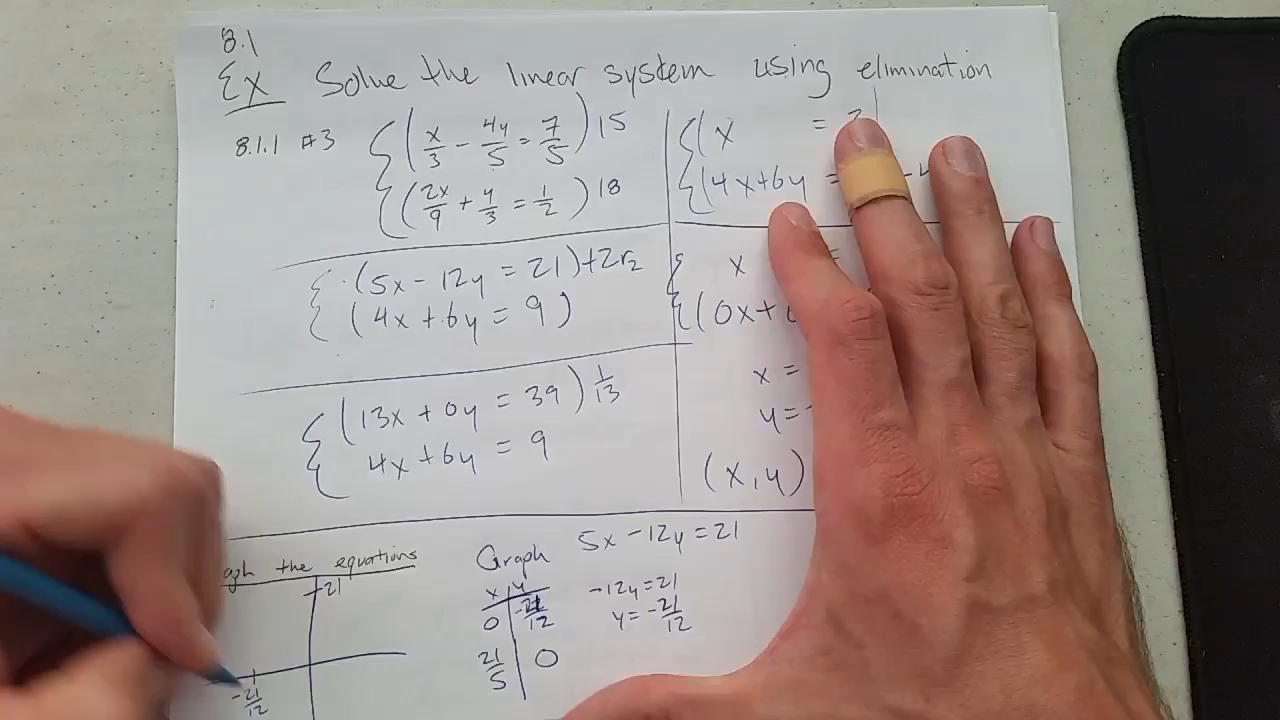 8.1
Ex Solve the linear system using elimination
8.1.1 #3
{(x/3 - 4y/5 = 7/5)15
{(2x/9 + y/3 = 1/2)18
{(5x - 12y = 21)+2r₂
{(4x + 6y = 9)
{(13x + 0y = 39)1/13
{4x + 6y = 9
{(x =
{(4x+6y =
{x =
{(0x+
x =
y=
(x,y)
the equations
21
-21/12
Graph 5x - 12y = 21
x y
0 -21/12
21/5 0
-12y = 21
y = -21/12